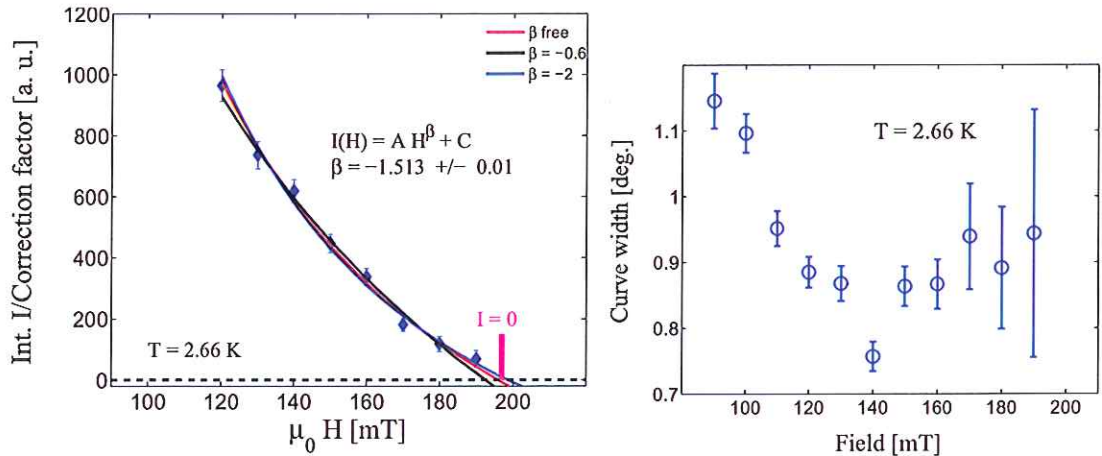 1200
1000
800
600
400
200
0
Int. I/Correction factor [a. u.]
β free
β = −0.6
β = −2
I(H) = A H^β + C
β = −1.513 +/− 0.01
I = 0
T = 2.66 K
100 120 140 160 180 200
μ₀ H [mT]
1.1
1
0.9
0.8
0.7
Curve width [deg.]
T = 2.66 K
100 120 140 160 180 200
Field [mT]